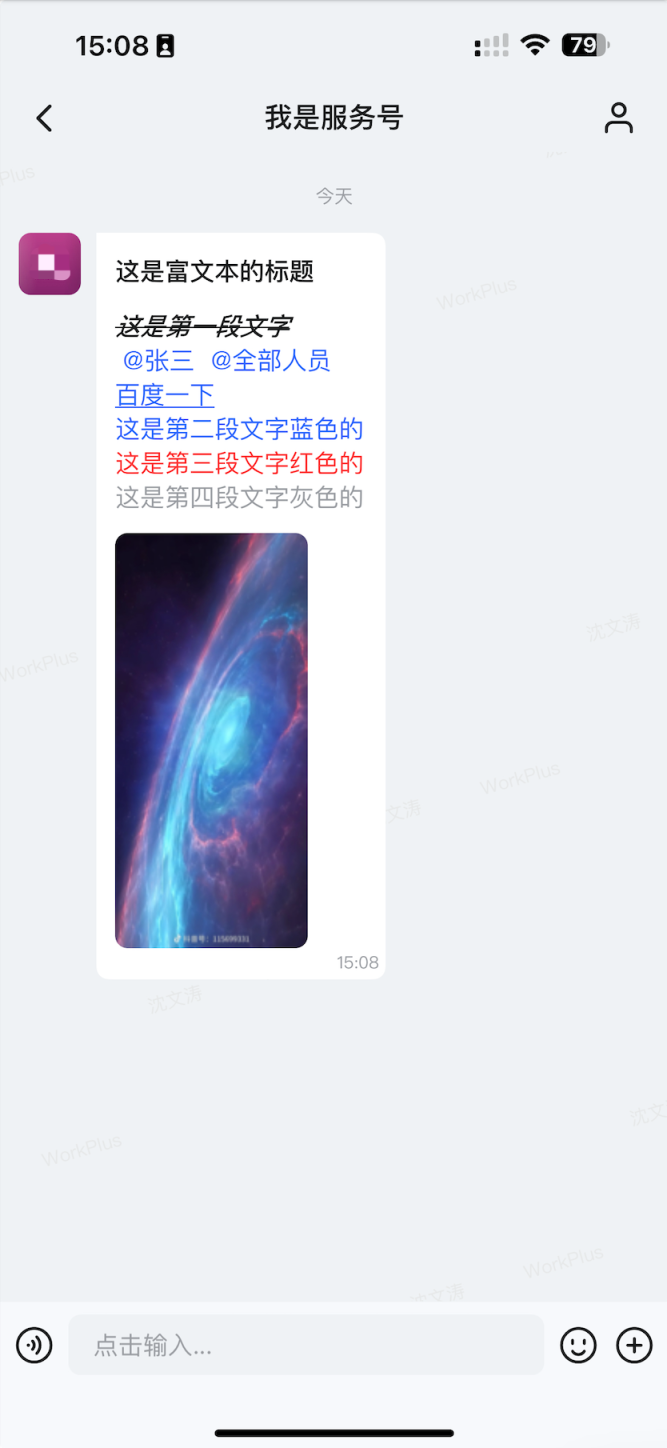 15:08
79
我是服务号
今天
这是富文本的标题
这是第一段文字
@张三 @全部人员
百度一下
这是第二段文字蓝色的
这是第三段文字红色的
这是第四段文字灰色的
抖音号：115699331
15:08
点击输入...
Plus
WorkPlus
沈文涛
WorkPlus
WorkPlus
文涛
沈文涛
沈文
WorkPlus
WorkPlus
沈文涛